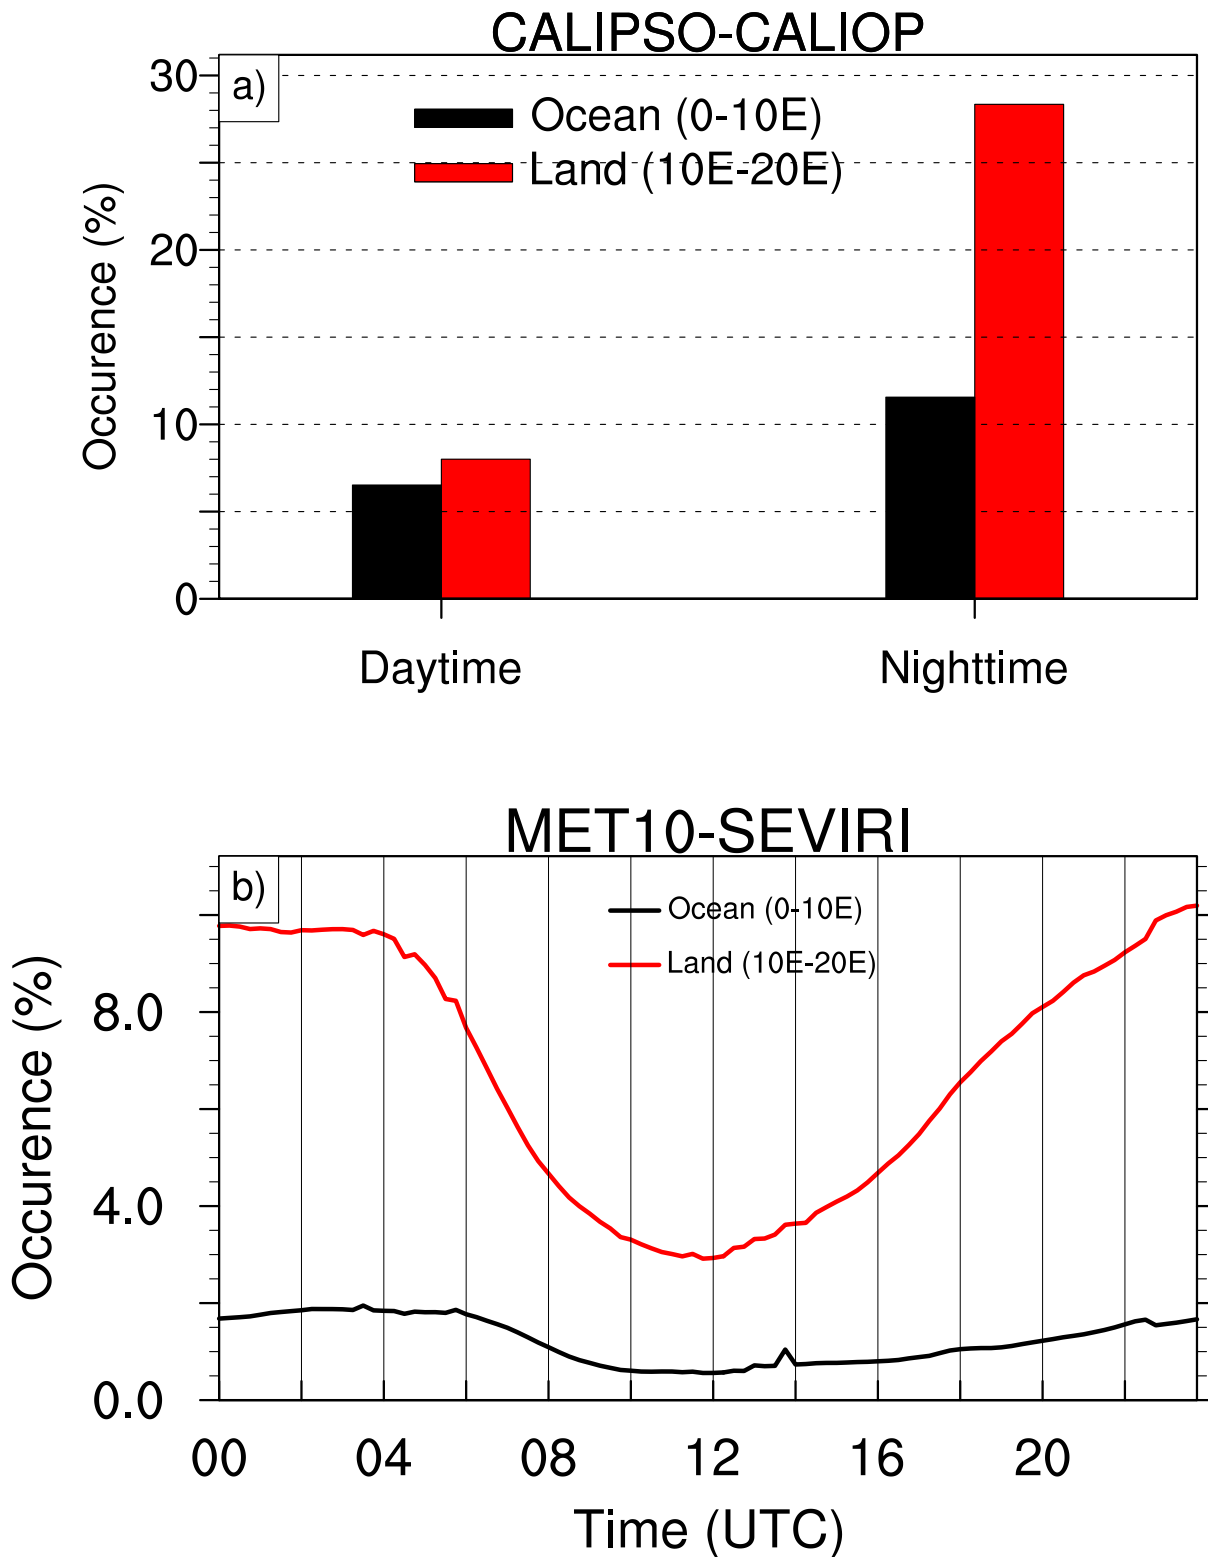 CALIPSO-CALIOP
a)
Ocean (0-10E)
Land (10E-20E)
30
20
10
0
Occurence (%)
Daytime
Nighttime
MET10-SEVIRI
b)
Ocean (0-10E)
Land (10E-20E)
8.0
4.0
0.0
Occurence (%)
00 04 08 12 16 20
Time (UTC)